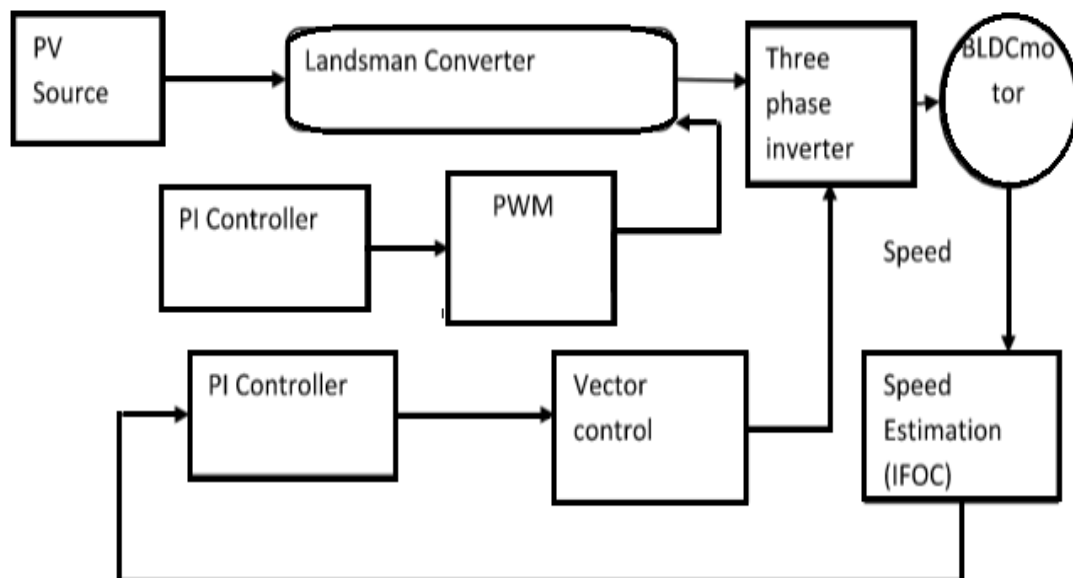 PV
Source
Landsman Converter
Three
phase
inverter
BLDCmo
tor
PI Controller
PWM
Speed
PI Controller
Vector
control
Speed
Estimation
(IFOC)